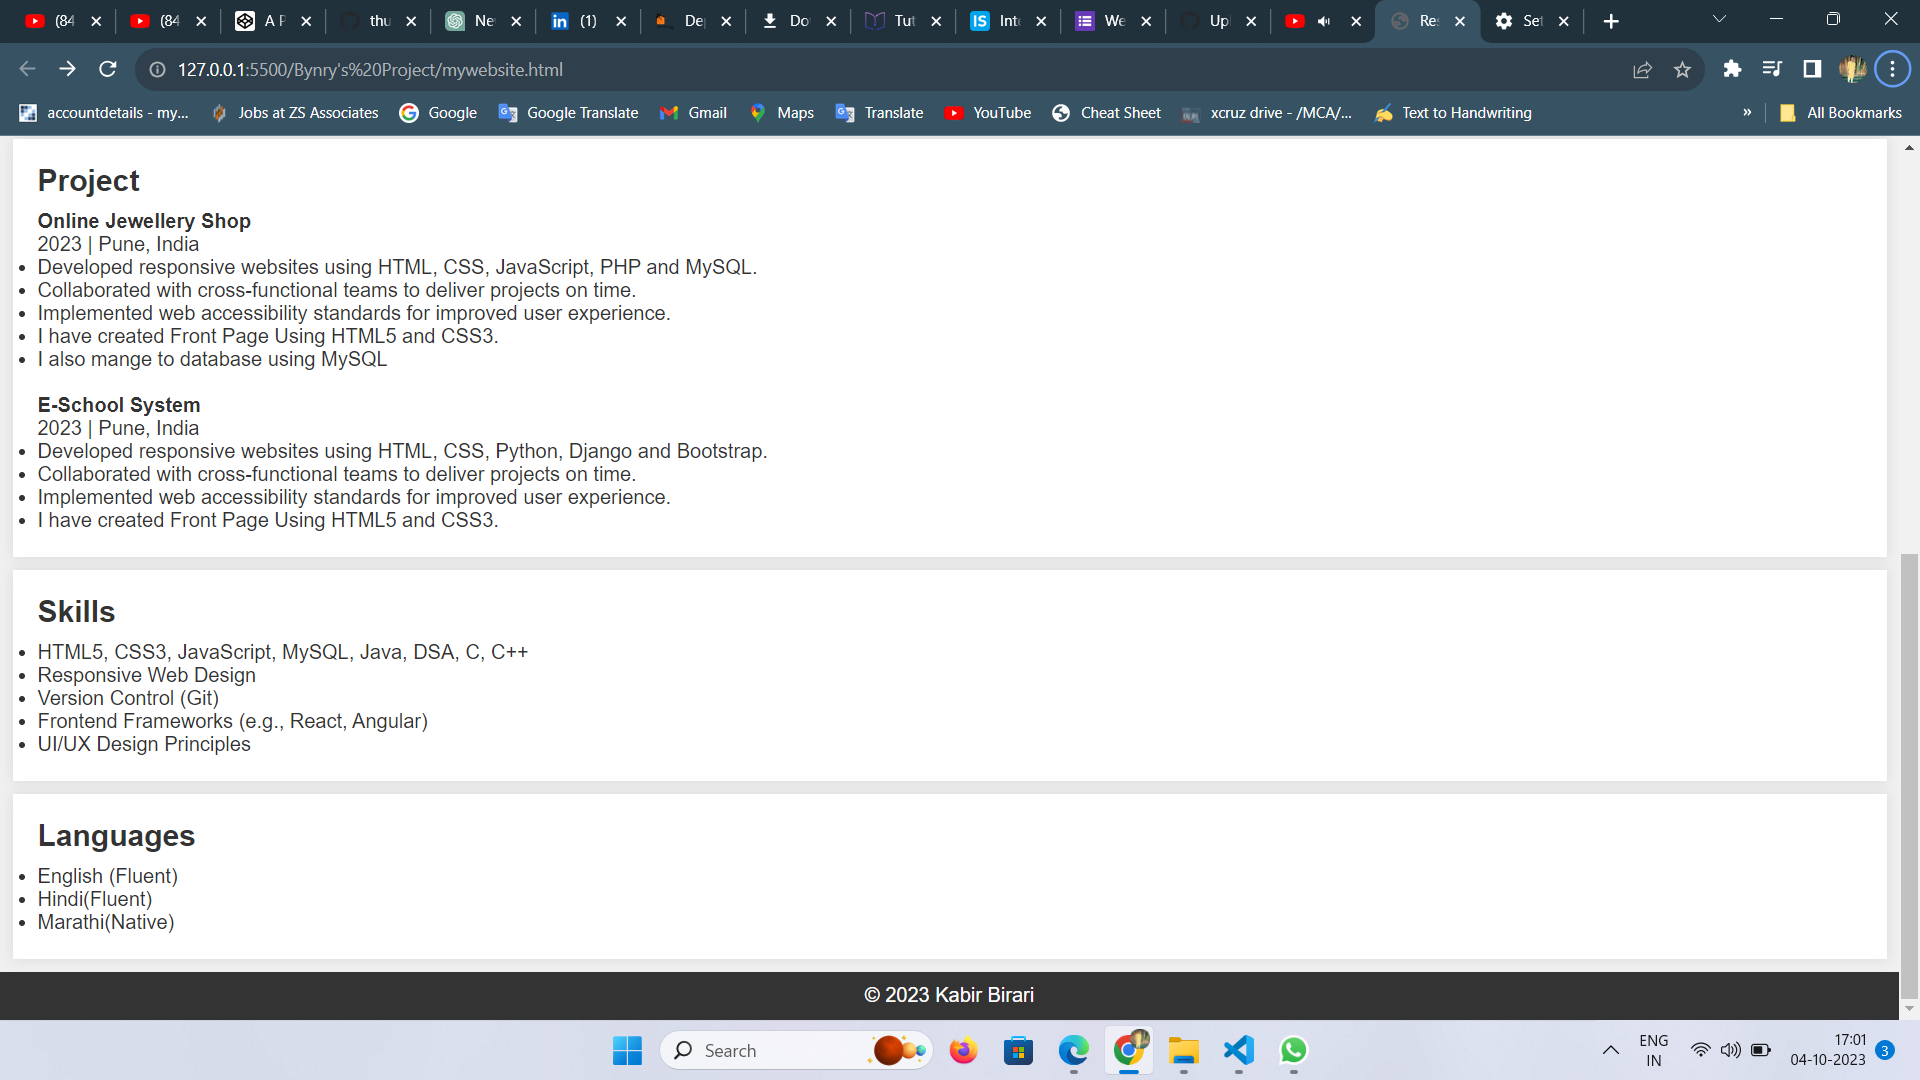 (84
(84
A P
thu
Ne
(1)
De
Do
Tut
Int
We
Up
Re
Set
127.0.0.1:5500/Bynry's%20Project/mywebsite.html
accountdetails - my...
Jobs at ZS Associates
Google
Google Translate
Gmail
Maps
Translate
YouTube
Cheat Sheet
xcruz drive - /MCA/...
Text to Handwriting
»
All Bookmarks
Project
Online Jewellery Shop
2023 | Pune, India
• Developed responsive websites using HTML, CSS, JavaScript, PHP and MySQL.
• Collaborated with cross-functional teams to deliver projects on time.
• Implemented web accessibility standards for improved user experience.
• I have created Front Page Using HTML5 and CSS3.
• I also mange to database using MySQL
E-School System
2023 | Pune, India
• Developed responsive websites using HTML, CSS, Python, Django and Bootstrap.
• Collaborated with cross-functional teams to deliver projects on time.
• Implemented web accessibility standards for improved user experience.
• I have created Front Page Using HTML5 and CSS3.
Skills
• HTML5, CSS3, JavaScript, MySQL, Java, DSA, C, C++
• Responsive Web Design
• Version Control (Git)
• Frontend Frameworks (e.g., React, Angular)
• UI/UX Design Principles
Languages
• English (Fluent)
• Hindi(Fluent)
• Marathi(Native)
© 2023 Kabir Birari
Search
ENG
IN
17:01
04-10-2023
3